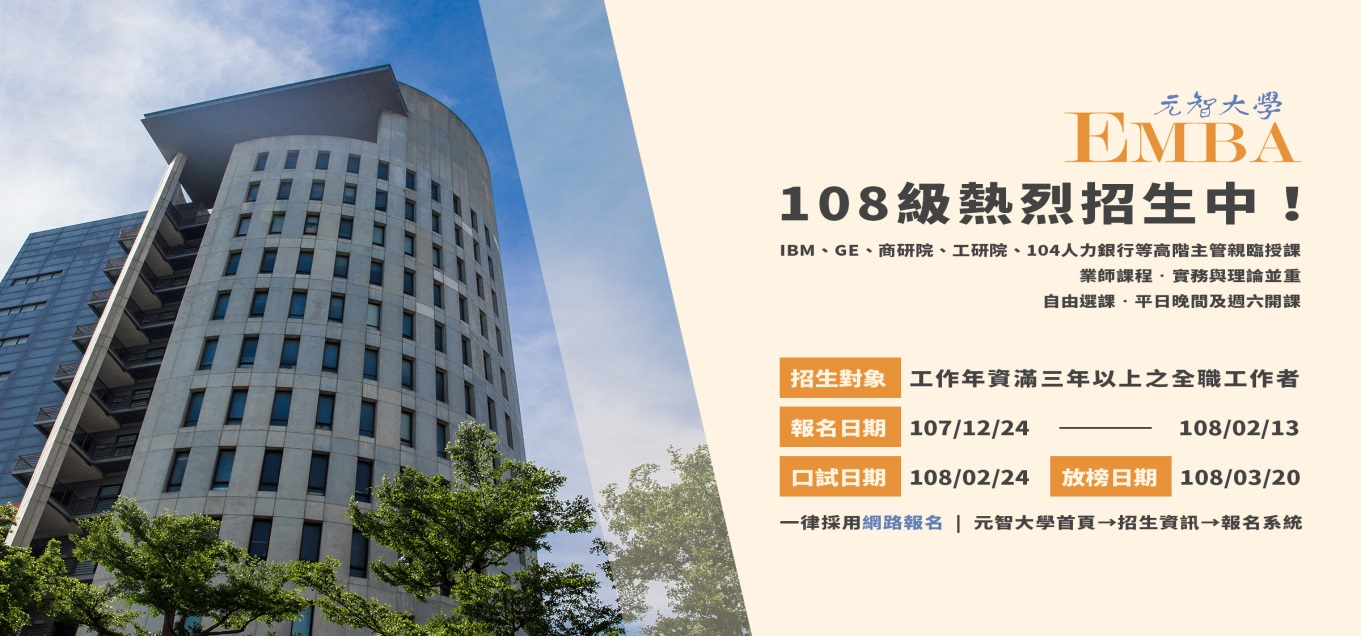 元智大學
EMBA
108級熱烈招生中！
IBM、GE、商研院、工研院、104人力銀行等高階主管親臨授課
業師課程．實務與理論並重
自由選課．平日晚間及週六開課
招生對象 工作年資滿三年以上之全職工作者
報名日期 107/12/24 —— 108/02/13
口試日期 108/02/24 放榜日期 108/03/20
一律採用網路報名 | 元智大學首頁→招生資訊→報名系統